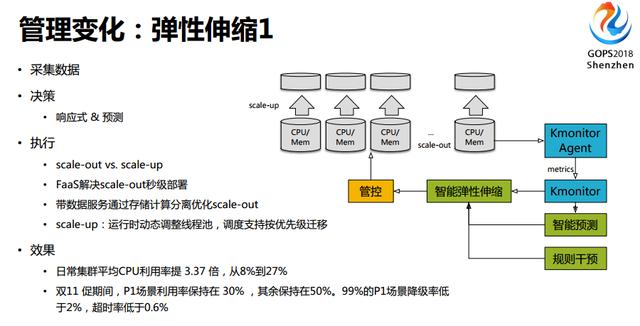 管理变化：弹性伸缩1
GOPS2018
Shenzhen
• 采集数据
• 决策
• 响应式 & 预测
• 执行
• scale-out vs. scale-up
• FaaS解决scale-out秒级部署
• 带数据服务通过存储计算分离优化scale-out
• scale-up：运行时动态调整线程池，调度支持按优先级迁移
• 效果
• 日常集群平均CPU利用率提 3.37 倍，从8%到27%
• 双11 促期间，P1场景利用率保持在 30% ，其余保持在50%。99%的P1场景降级率低
于2%，超时率低于0.6%
scale-up
CPU/
Mem
CPU/
Mem
CPU/
Mem
...
scale-out
CPU/
Mem
Kmonitor
Agent
metrics
管控
智能弹性伸缩
Kmonitor
智能预测
规则干预